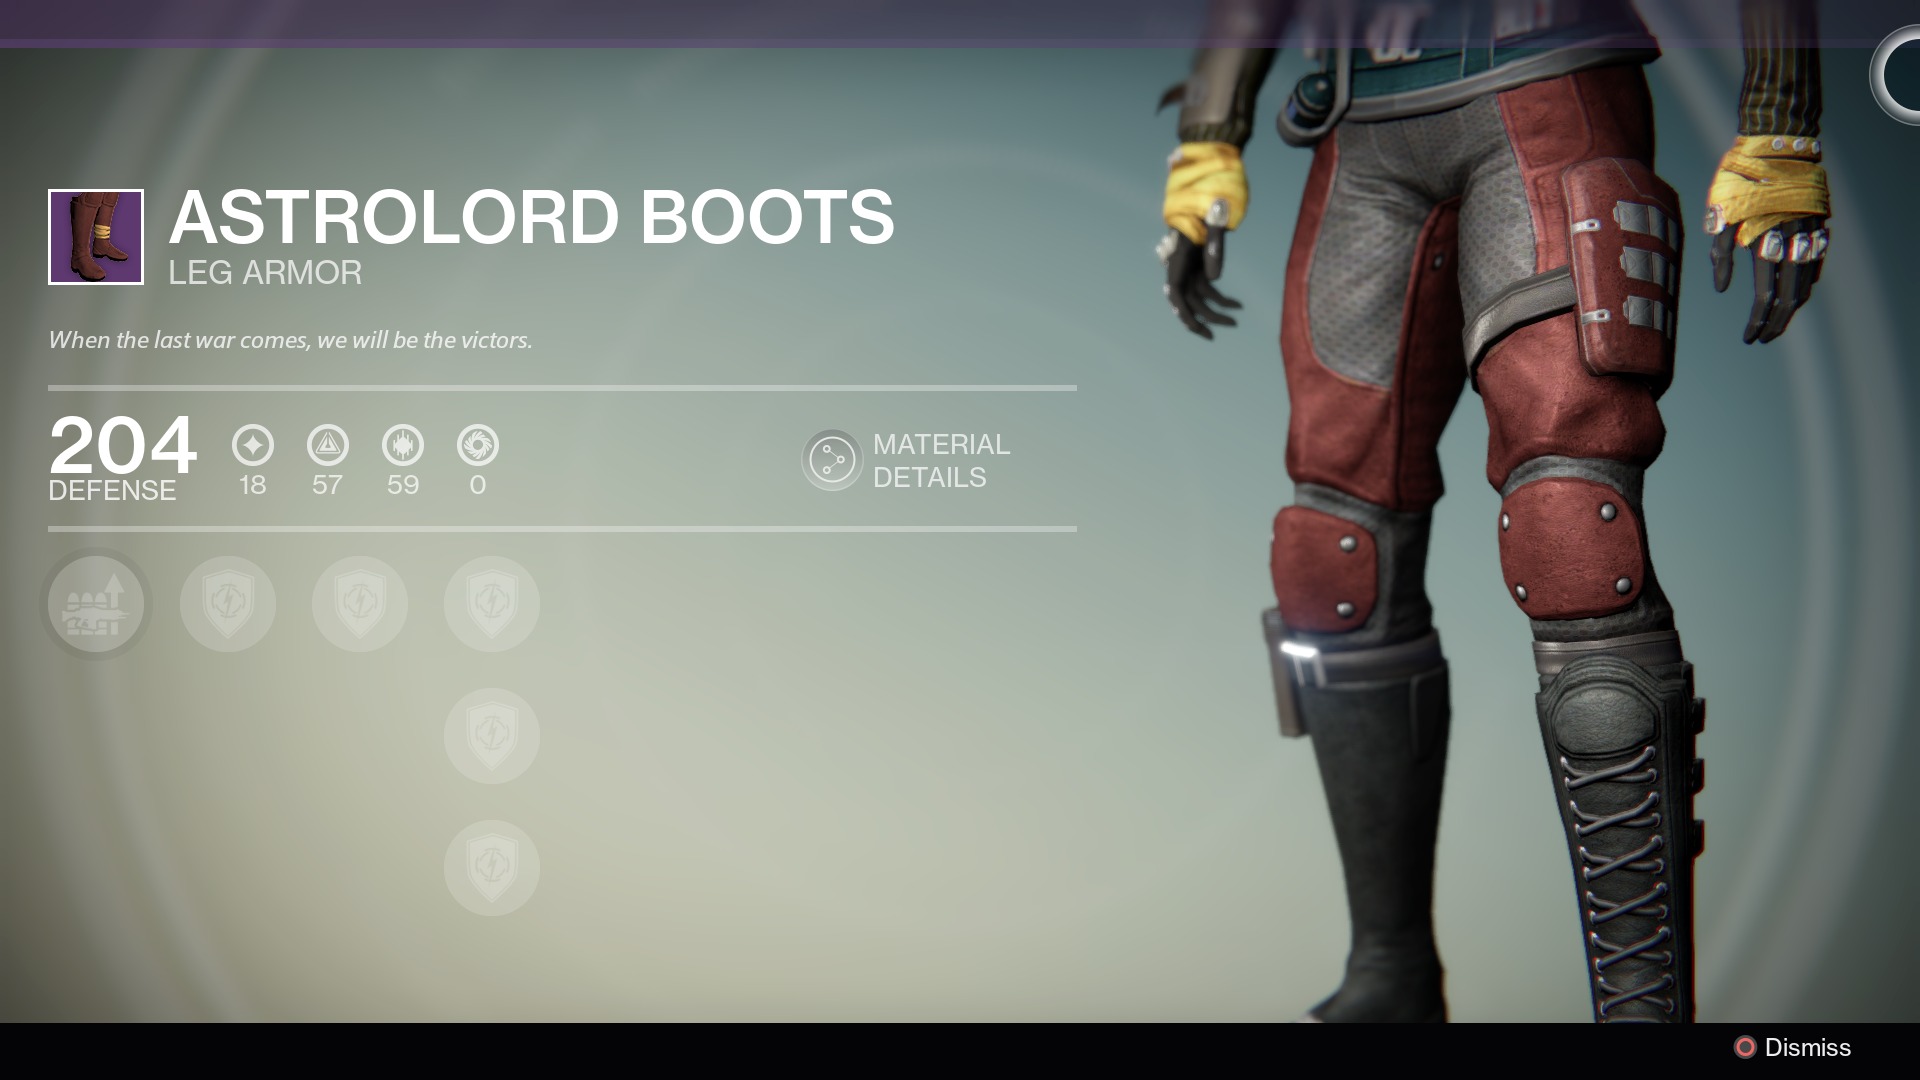 ASTROLORD BOOTS
LEG ARMOR
When the last war comes, we will be the victors.
204
DEFENSE
18
57
59
0
MATERIAL
DETAILS
Dismiss